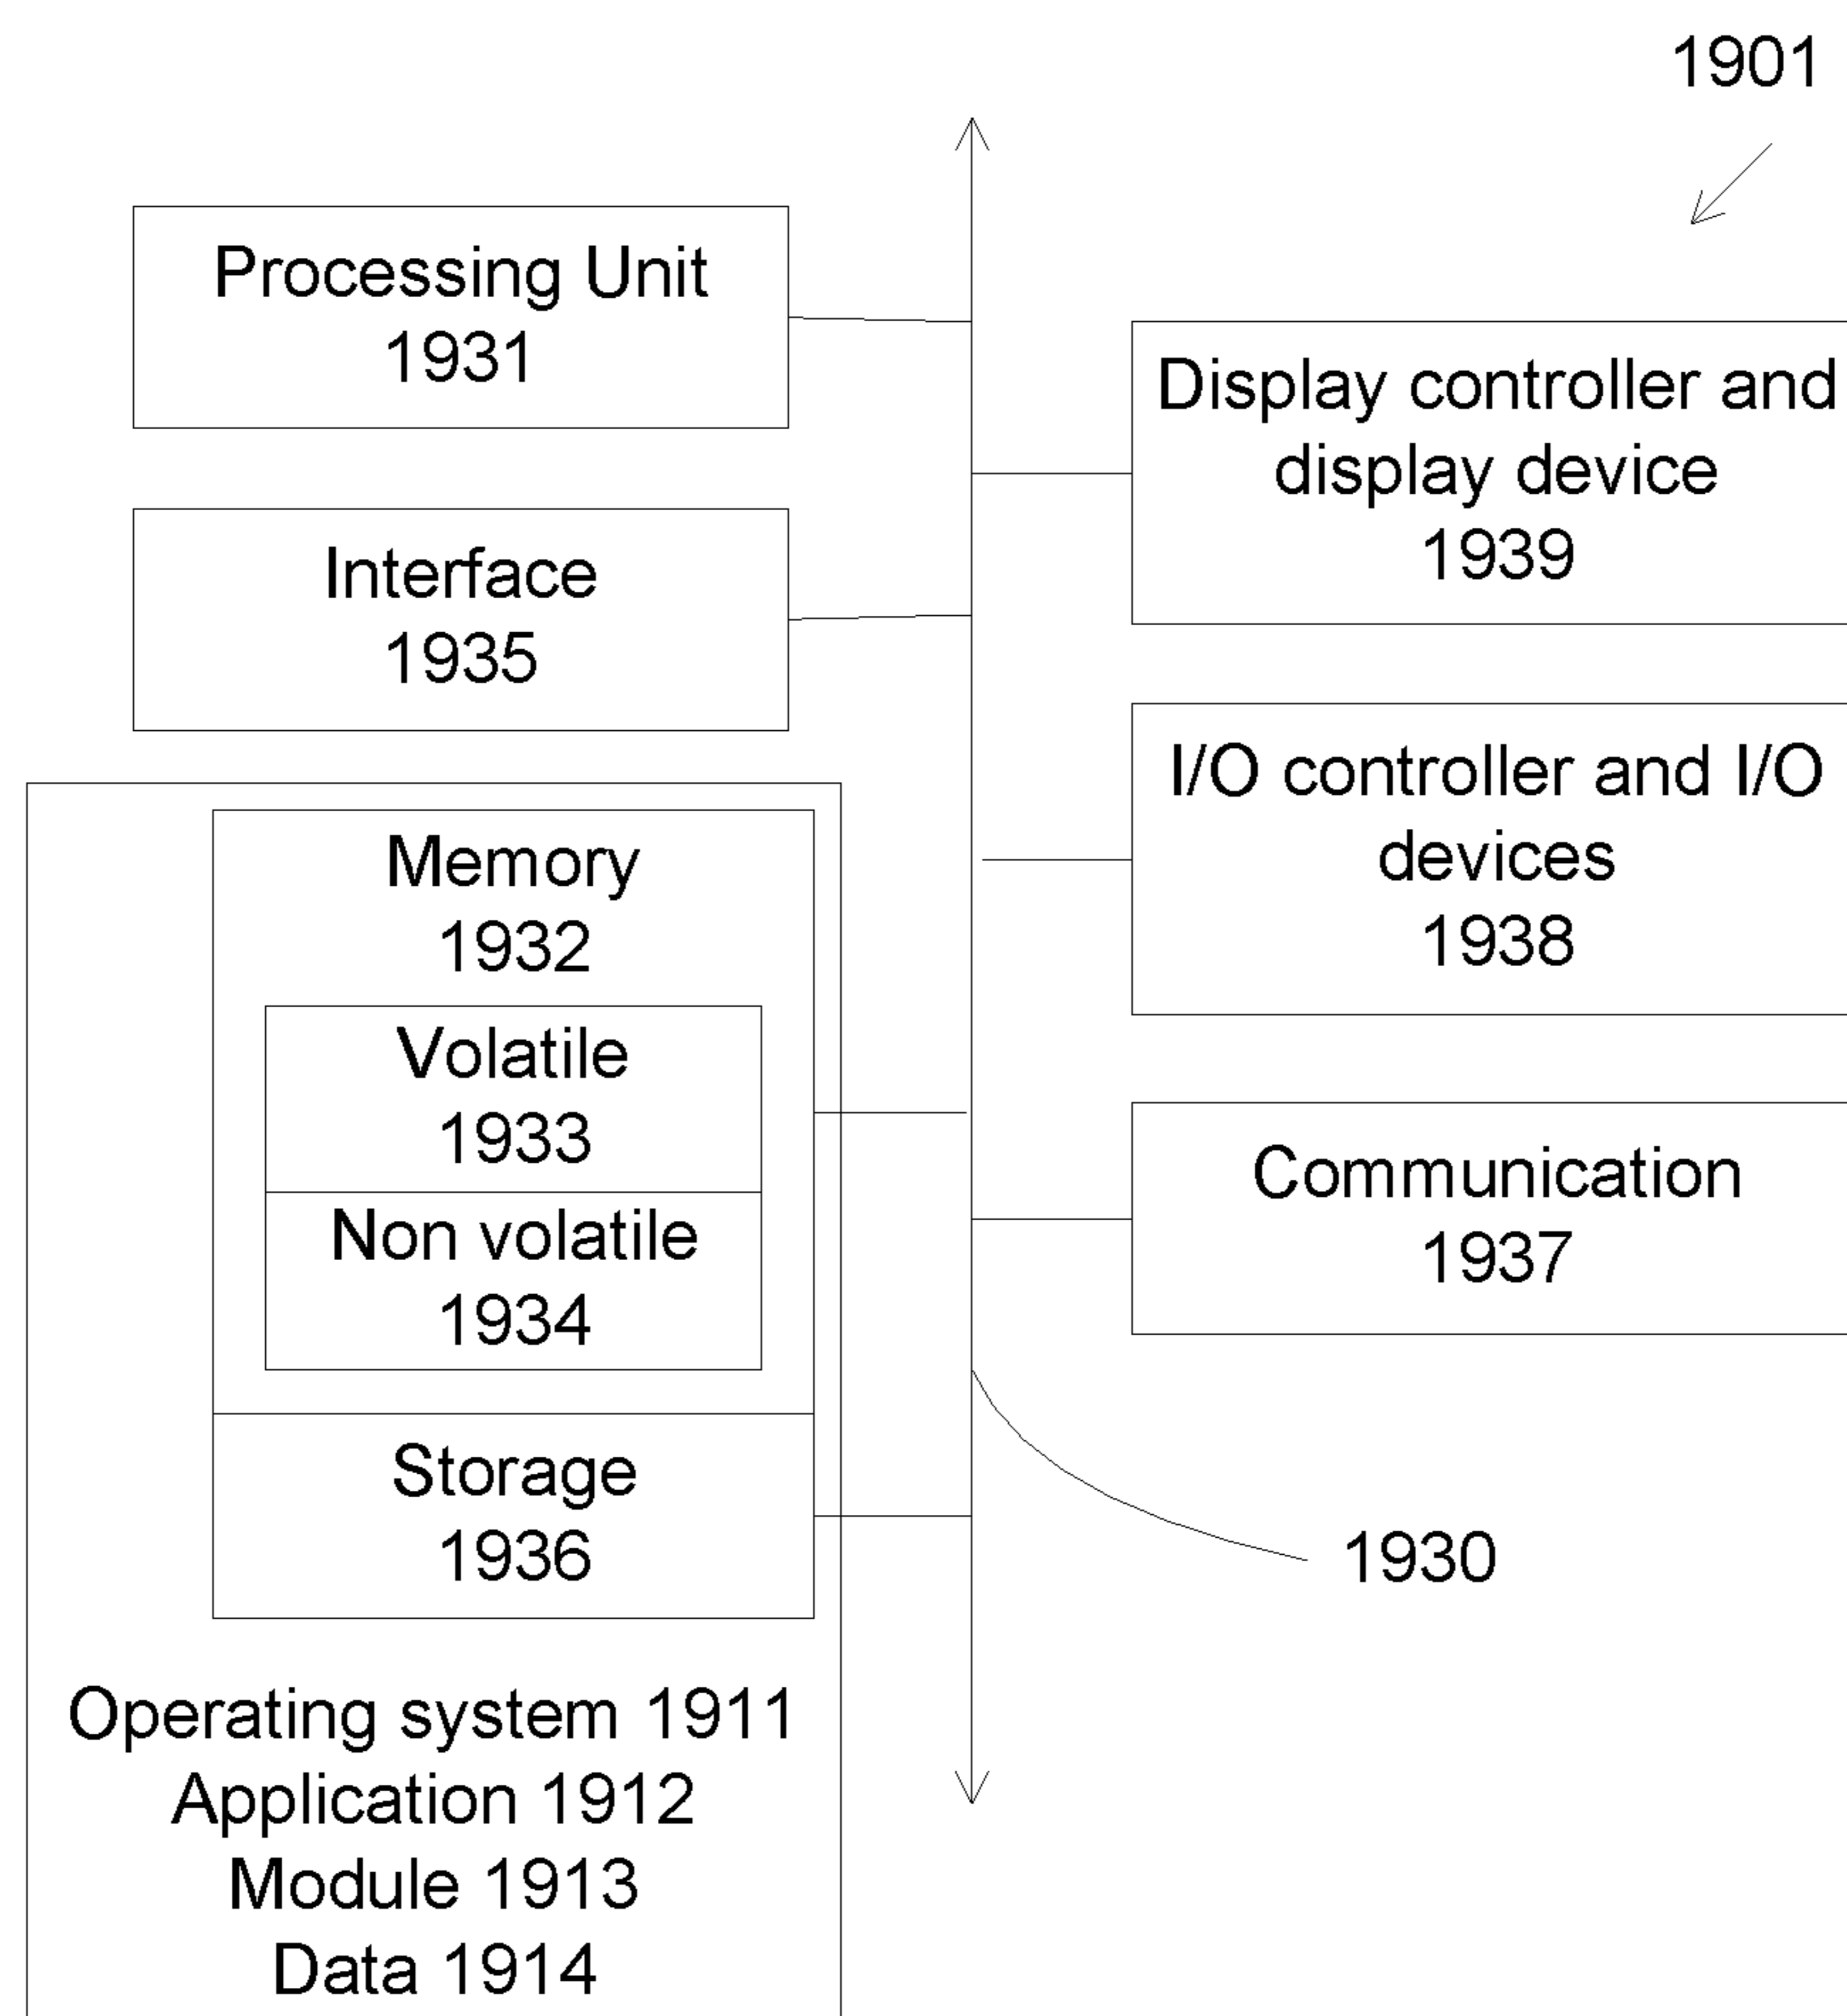 1901
Processing Unit
1931
Display controller and
display device
1939
Interface
1935
I/O controller and I/O
devices
1938
Memory
1932
Volatile
1933
Non volatile
1934
Communication
1937
Storage
1936
1930
Operating system 1911
Application 1912
Module 1913
Data 1914